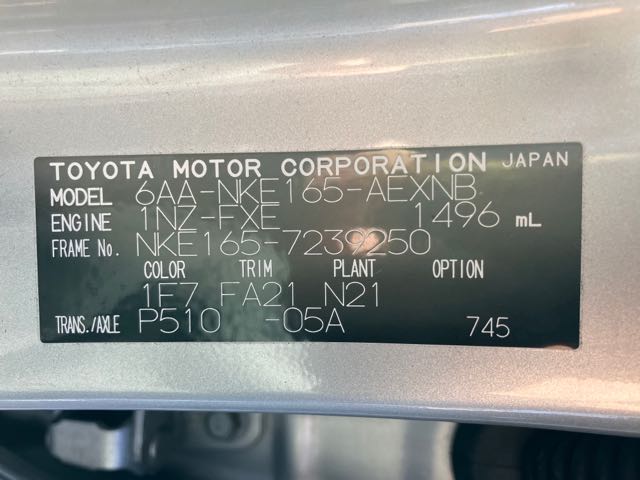 TOYOTA MOTOR CORPORATION JAPAN
MODEL 6AA-NKE165-AEXNB
ENGINE 1NZ-FXE 1496 mL
FRAME No. NKE165-7239250
COLOR TRIM PLANT OPTION
1F7 FA21 N21
TRANS./AXLE P510 -05A 745